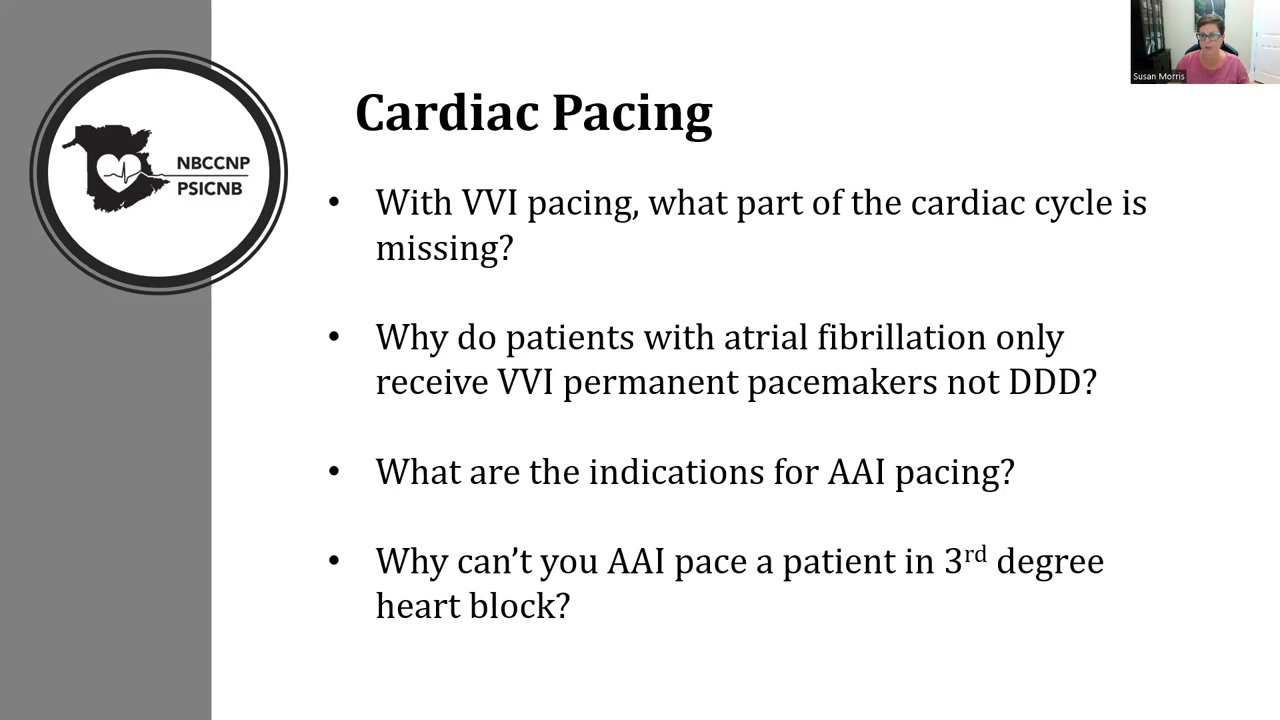 Susan Morris
NBCCNP
PSICNB
Cardiac Pacing
• With VVI pacing, what part of the cardiac cycle is
missing?
• Why do patients with atrial fibrillation only
receive VVI permanent pacemakers not DDD?
• What are the indications for AAI pacing?
• Why can’t you AAI pace a patient in 3rd degree
heart block?